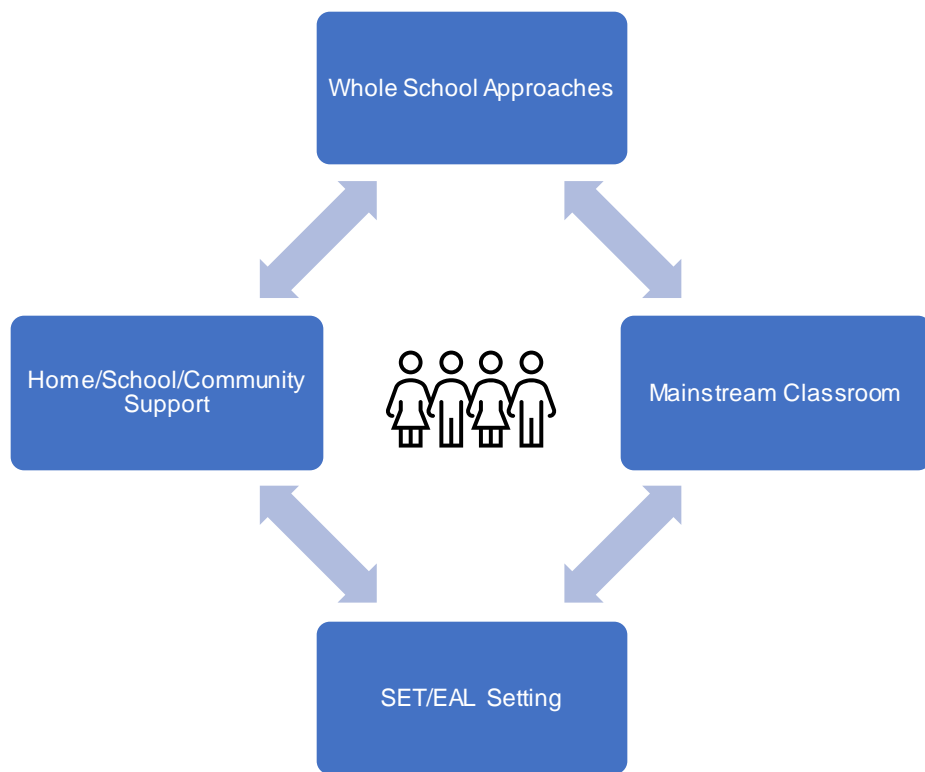 Whole School Approaches
Home/School/Community
Support
Mainstream Classroom
SET/EAL Setting